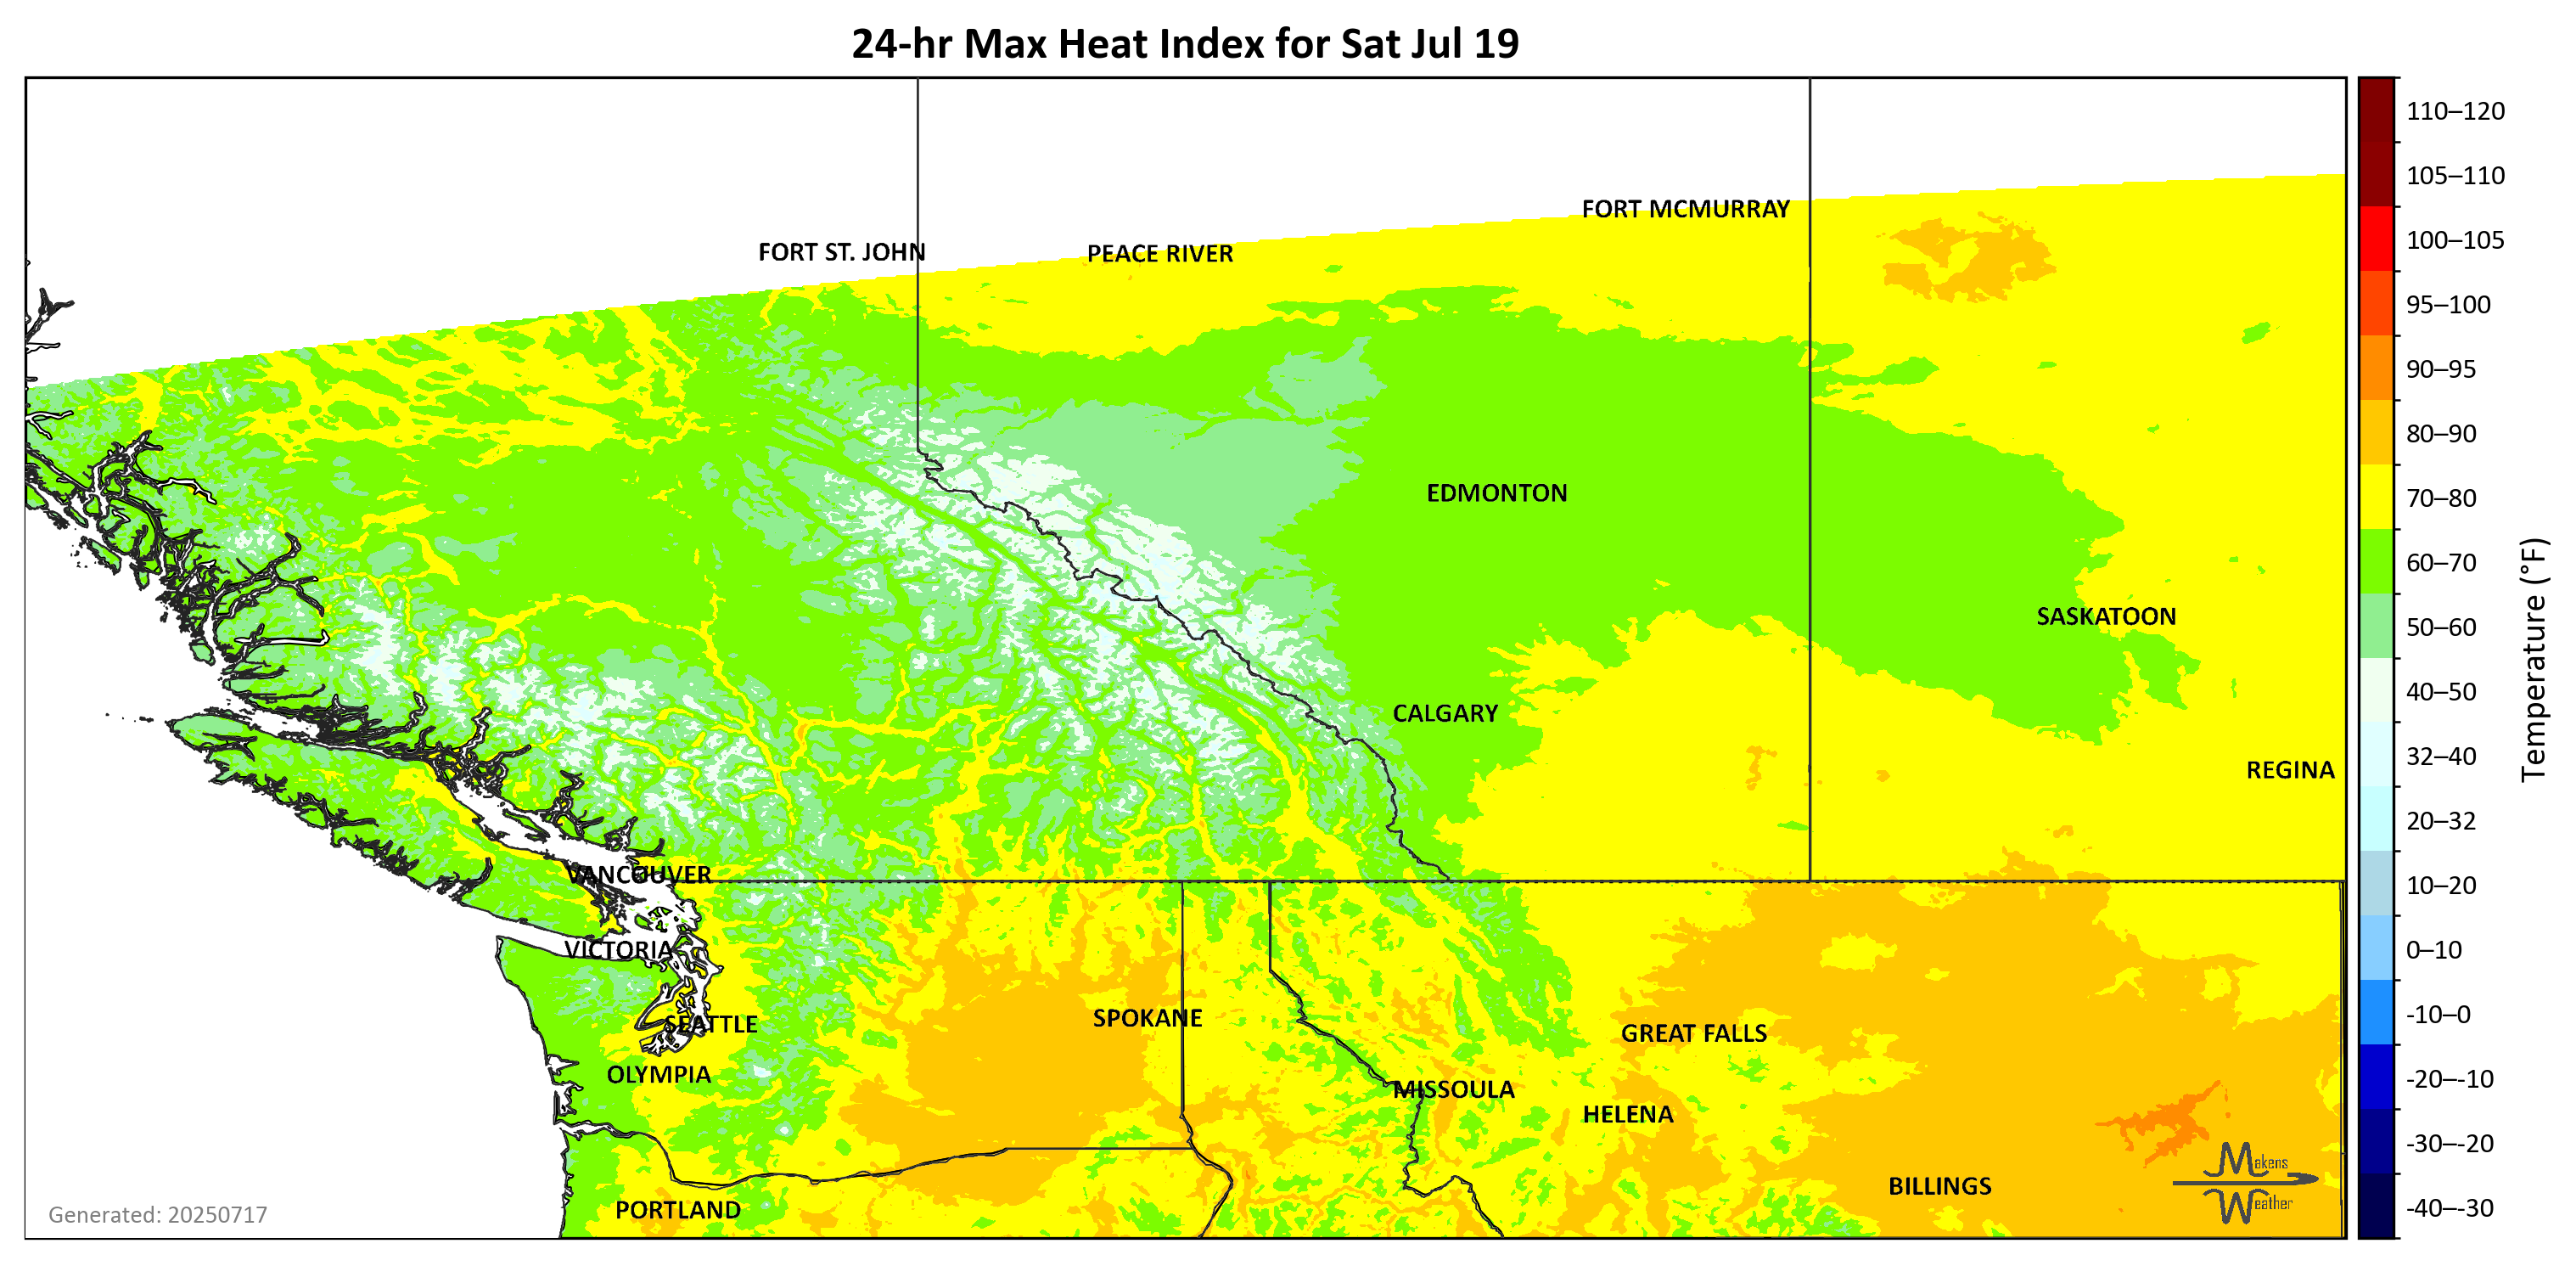 24-hr Max Heat Index for Sat Jul 19
FORT MCMURRAY
FORT ST. JOHN
PEACE RIVER
EDMONTON
SASKATOON
CALGARY
REGINA
VANCOUVER
VICTORIA
SEATTLE
SPOKANE
GREAT FALLS
OLYMPIA
MISSOULA
HELENA
BILLINGS
PORTLAND
Makens
Weather
Generated: 20250717
110–120
105–110
100–105
95–100
90–95
80–90
70–80
60–70
50–60
40–50
32–40
20–32
10–20
0–10
-10–0
-20–-10
-30–-20
-40–-30
Temperature (°F)